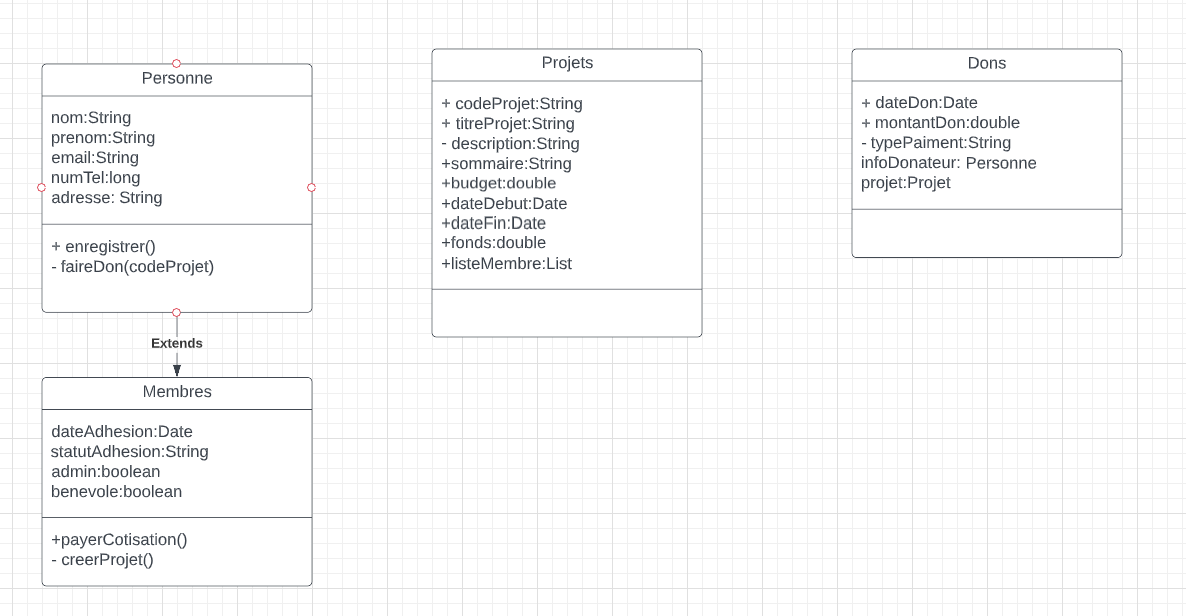 Personne
nom:String
prenom:String
email:String
numTel:long
adresse: String
+ enregistrer()
- faireDon(codeProjet)
Extends
Membres
dateAdhesion:Date
statutAdhesion:String
admin:boolean
benevole:boolean
+payerCotisation()
- creerProjet()
Projets
+ codeProjet:String
+ titreProjet:String
- description:String
+sommaire:String
+budget:double
+dateDebut:Date
+dateFin:Date
+fonds:double
+listeMembre:List
Dons
+ dateDon:Date
+ montantDon:double
- typePaiment:String
infoDonateur: Personne
projet:Projet